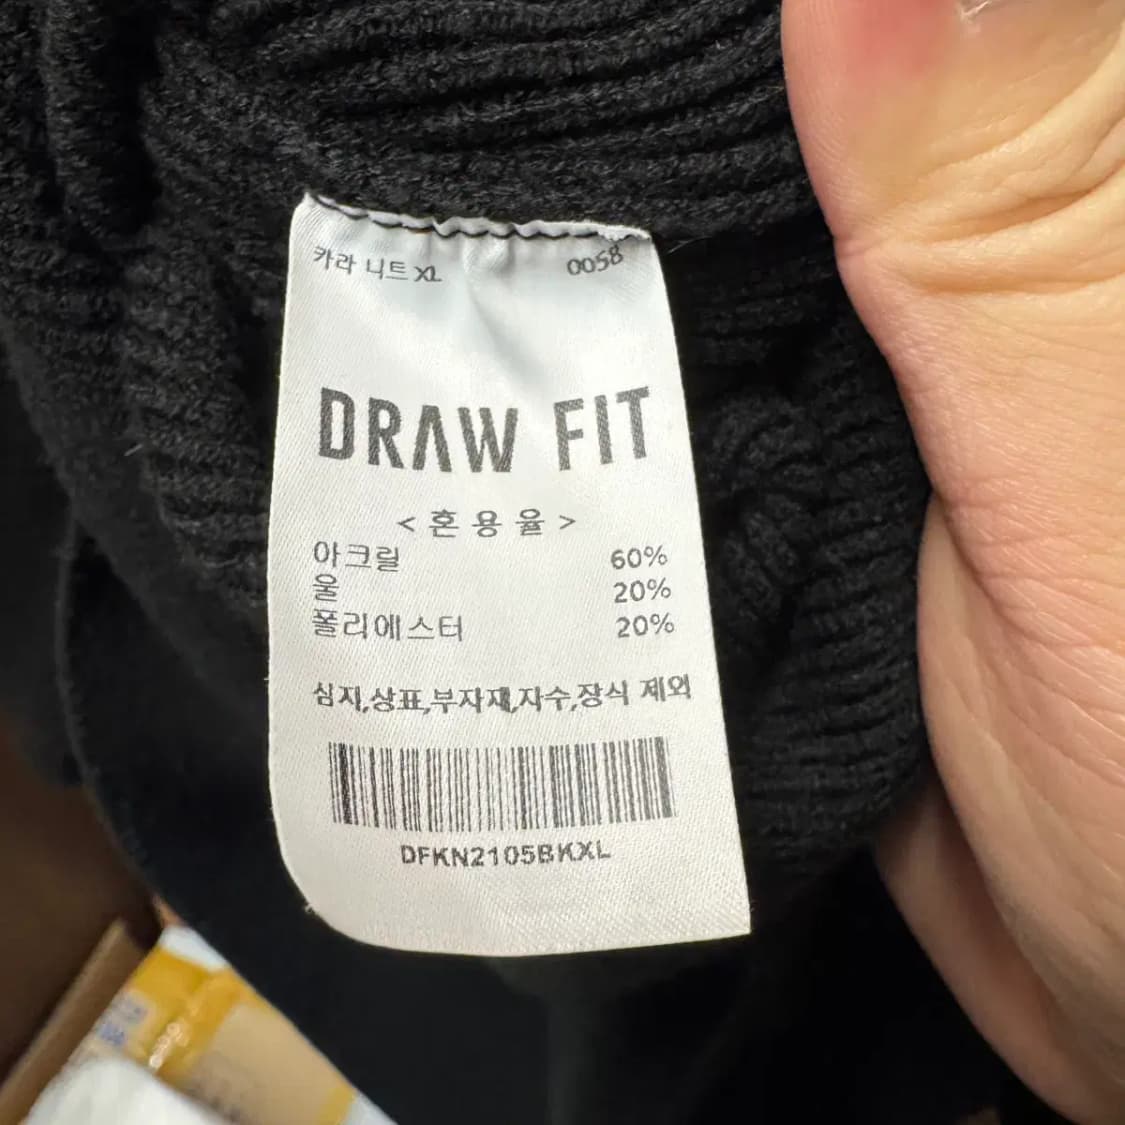 카라 니트 XL 0058
DRAW FIT
< 혼 용 율 >
아크릴 60%
울 20%
폴리에스터 20%
심지,상표,부자재,자수,장식 제외
DFKN2105BKXL